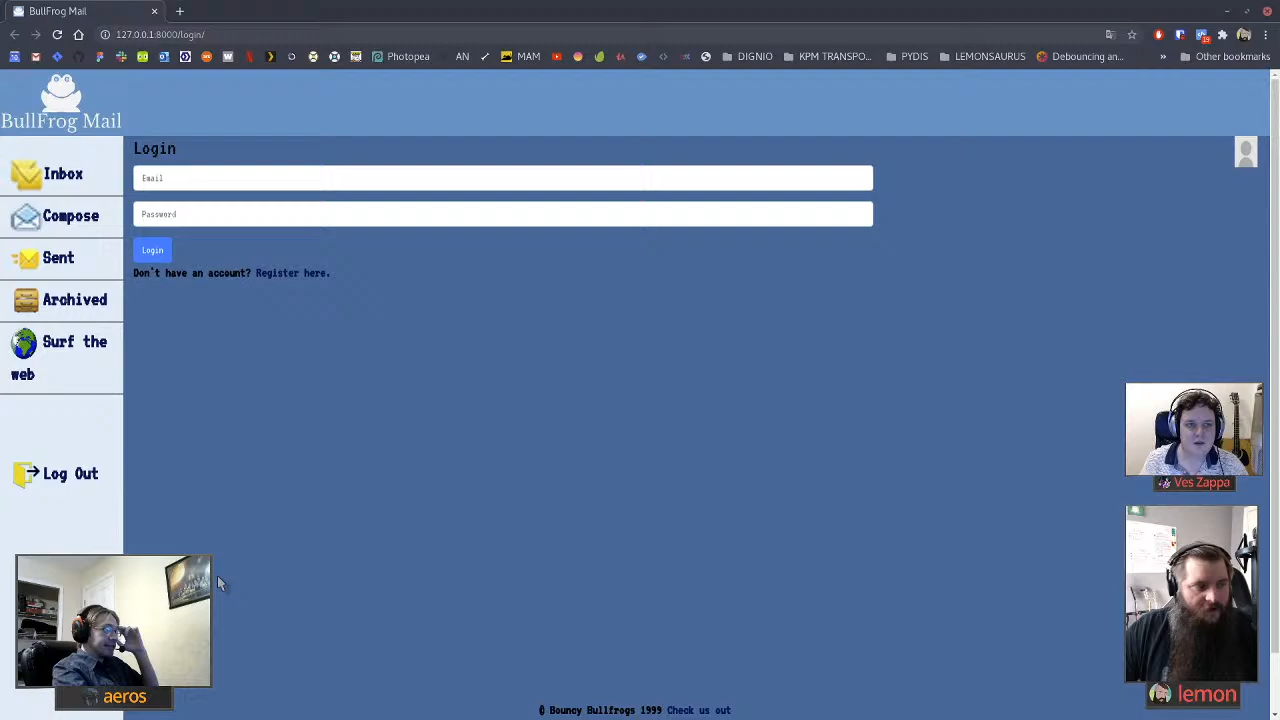 BullFrog Mail
127.0.0.1:8000/login/
Photopea
AN
MAM
DIGNIO
KPM TRANSPO...
PYDIS
LEMONSAURUS
Debouncing an...
»
Other bookmarks
19
BullFrog Mail
Inbox
Compose
Sent
Archived
Surf the
web
Log Out
Login
Email
Password
Login
Don't have an account? Register here.
Ves Zappa
aeros
lemon
© Bouncy Bullfrogs 1999 Check us out